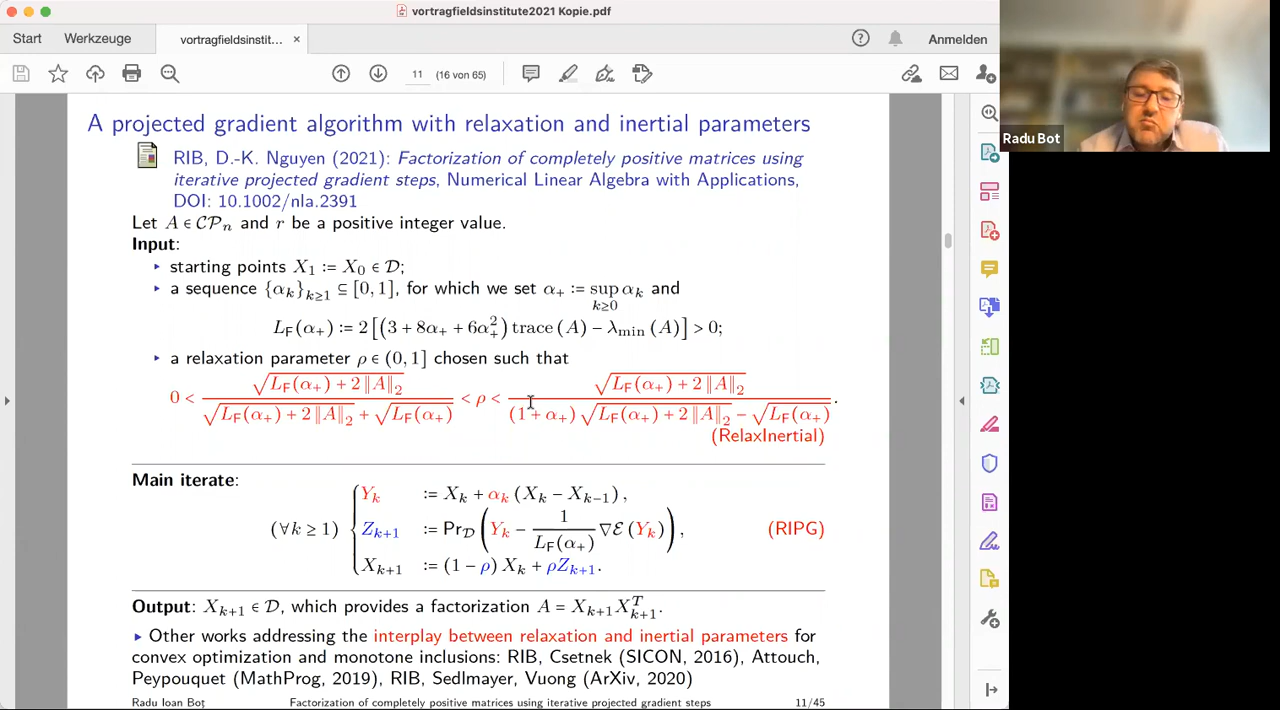 vortragfieldsinstitute2021 Kopie.pdf
Start Werkzeuge vortragfieldsinstit... × Anmelden
11 (16 von 65)
A projected gradient algorithm with relaxation and inertial parameters
RIB, D.-K. Nguyen (2021): Factorization of completely positive matrices using
iterative projected gradient steps, Numerical Linear Algebra with Applications,
DOI: 10.1002/nla.2391
Let A ∈ 𝒞𝒫ₙ and r be a positive integer value.
Input:
▸ starting points X₁ := X₀ ∈ 𝒟;
▸ a sequence {αₖ}ₖ≥₁ ⊆ [0, 1], for which we set α₊ := sup_{k≥0} αₖ and
L_F(α₊) := 2 [(3 + 8α₊ + 6α₊²) trace (A) − λ_min (A)] > 0;
▸ a relaxation parameter ρ ∈ (0, 1] chosen such that
0 < √(L_F(α₊) + 2 ‖A‖₂) / (√(L_F(α₊) + 2 ‖A‖₂) + √(L_F(α₊))) < ρ < √(L_F(α₊) + 2 ‖A‖₂) / ((1 + α₊) √(L_F(α₊) + 2 ‖A‖₂) − √(L_F(α₊))).
(RelaxInertial)
Main iterate:
Yₖ := Xₖ + αₖ (Xₖ − Xₖ₋₁),
(∀k ≥ 1) Zₖ₊₁ := Pr_𝒟 (Yₖ − 1/L_F(α₊) ∇ℰ (Yₖ)), (RIPG)
Xₖ₊₁ := (1 − ρ) Xₖ + ρZₖ₊₁.
Output: Xₖ₊₁ ∈ 𝒟, which provides a factorization A = Xₖ₊₁Xₖ₊₁ᵀ.
▸ Other works addressing the interplay between relaxation and inertial parameters for
convex optimization and monotone inclusions: RIB, Csetnek (SICON, 2016), Attouch,
Peypouquet (MathProg, 2019), RIB, Sedlmayer, Vuong (ArXiv, 2020)
Radu Ioan Boț Factorization of completely positive matrices using iterative projected gradient steps 11/45
Radu Bot